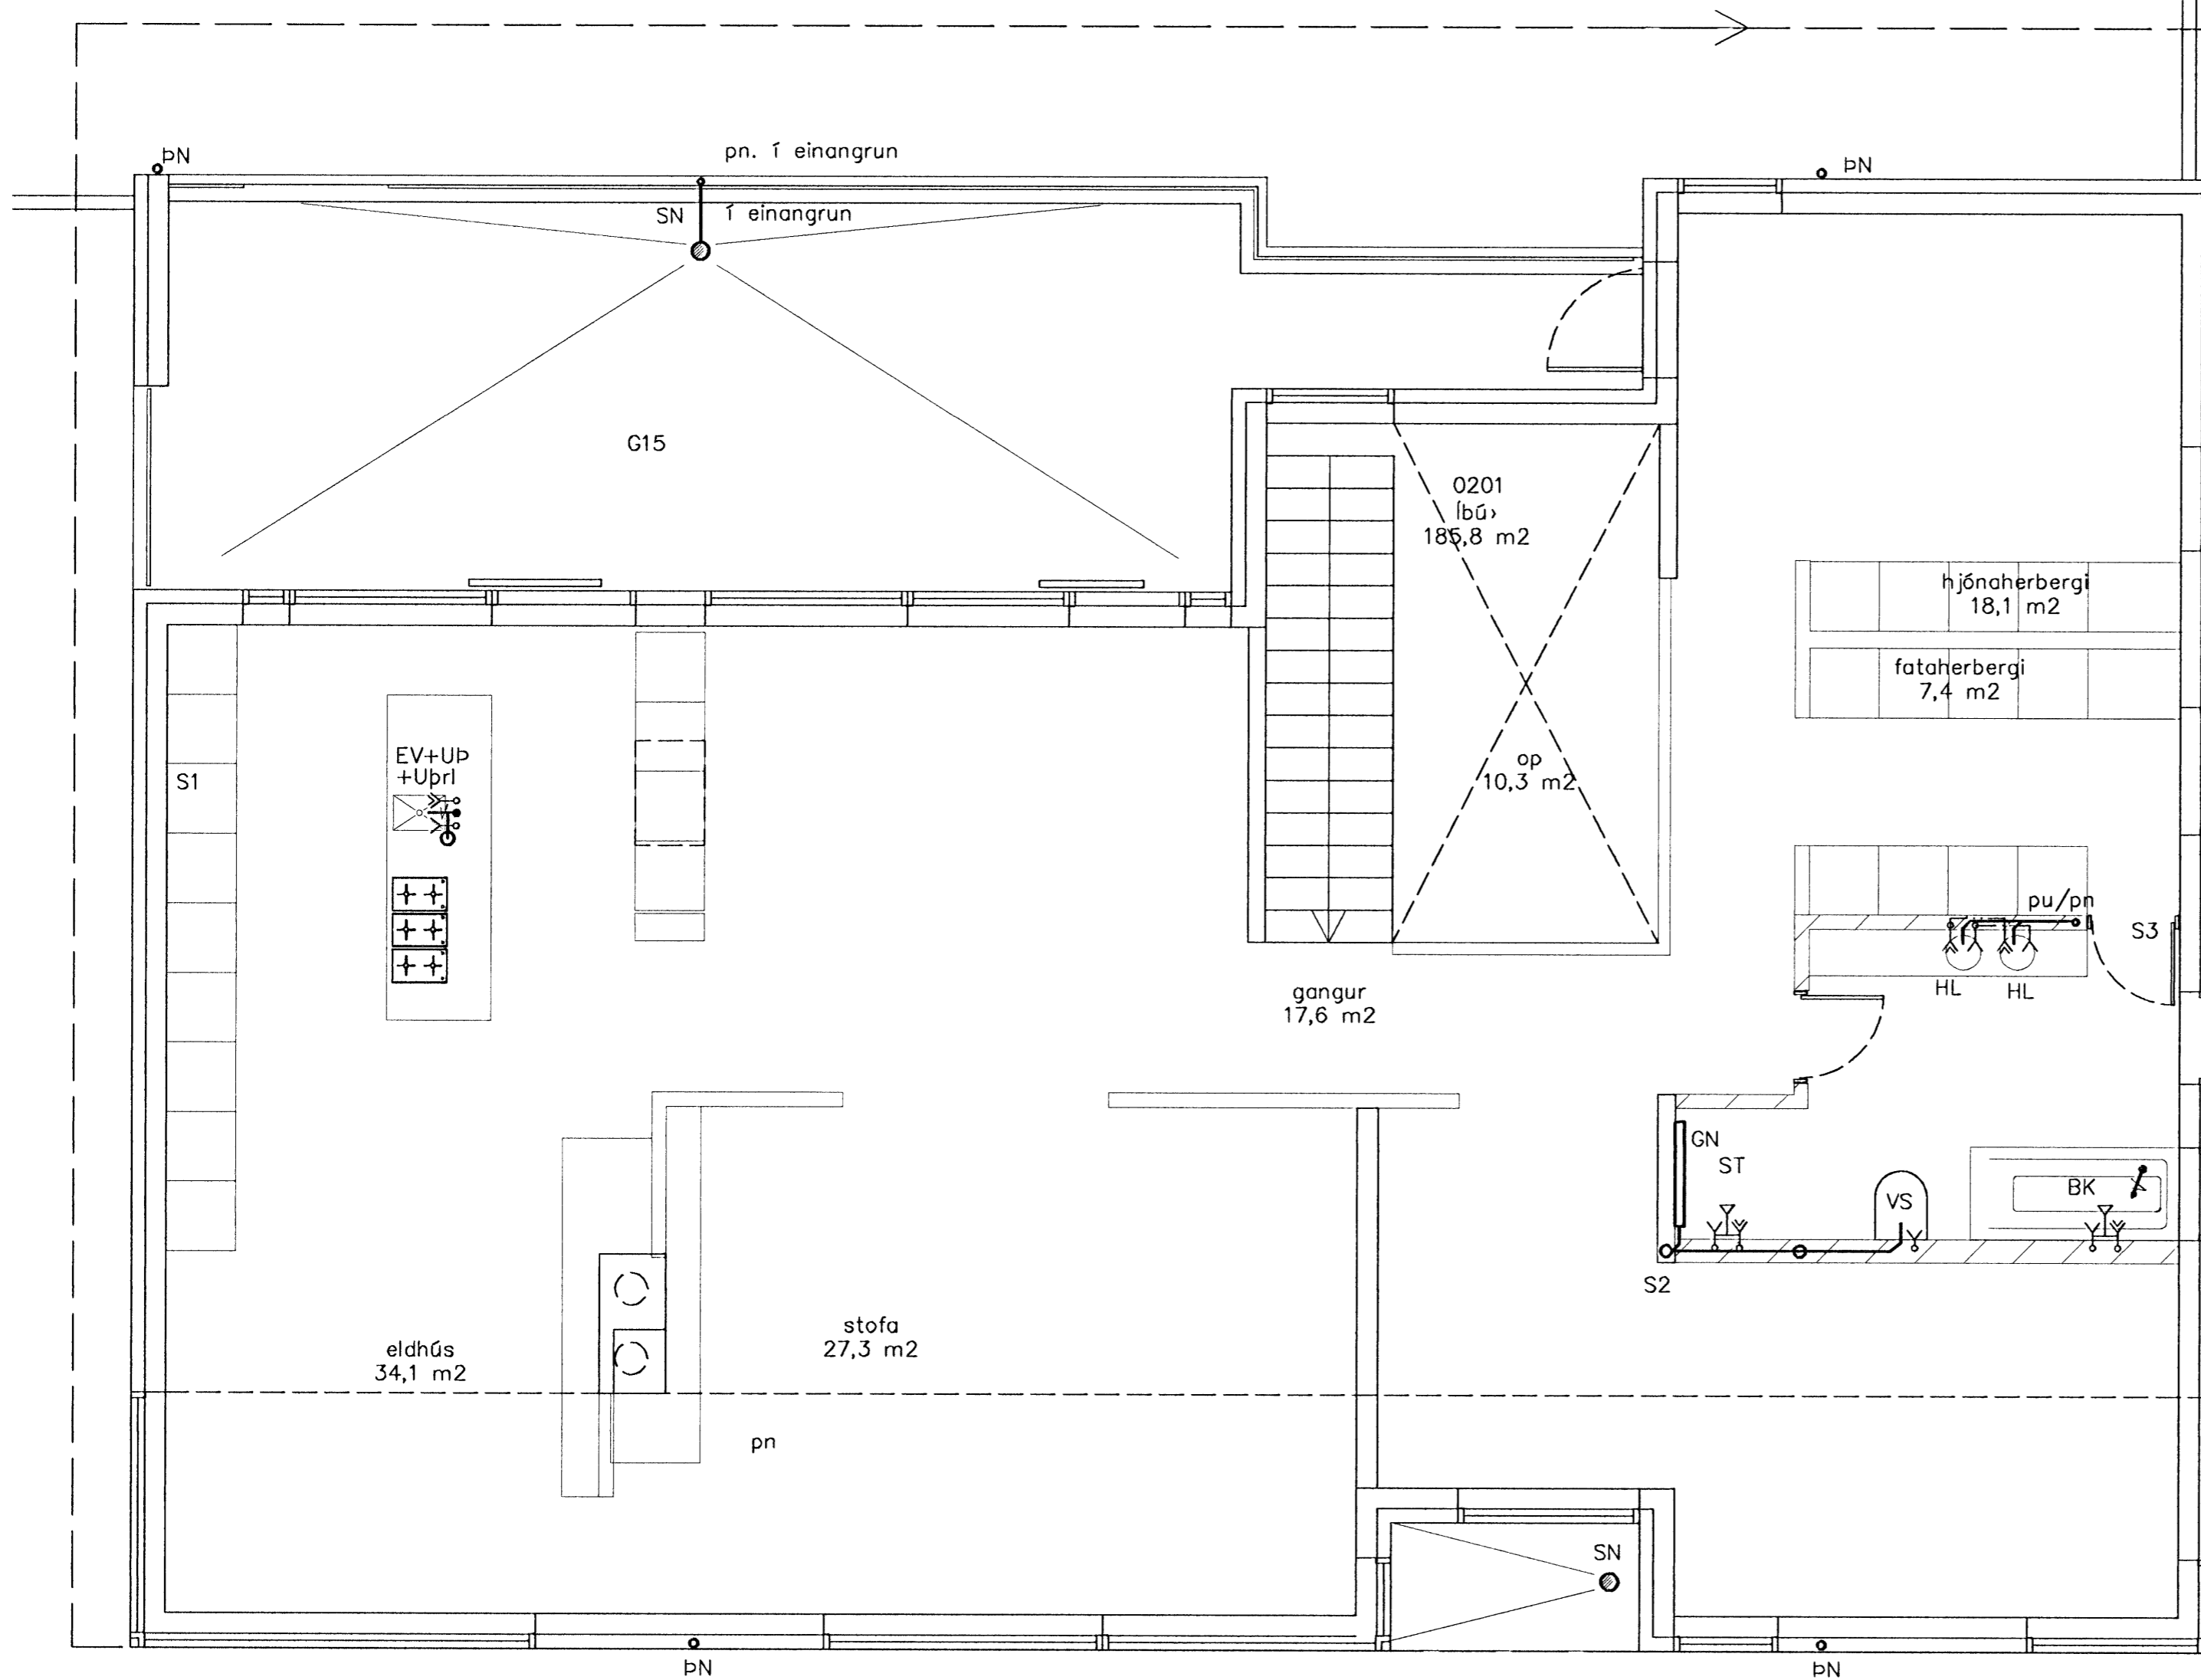 ÞN
pn. í einangrun
ÞN
SN
í einangrun
G15
0201
Íbú›
185,8 m2
hjónaherbergi
18,1 m2
fataherbergi
7,4 m2
EV+UÞ
+Uþrl
S1
op
10,3 m2
pu/pn
S3
HL
HL
gangur
17,6 m2
GN
ST
VS
BK
S2
stofa
27,3 m2
eldhús
34,1 m2
pn
SN
ÞN
ÞN